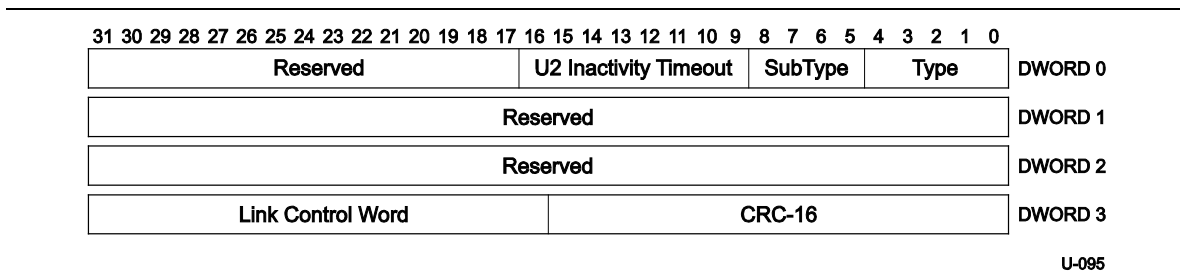 31 30 29 28 27 26 25 24 23 22 21 20 19 18 17 16 15 14 13 12 11 10 9 8 7 6 5 4 3 2 1 0
Reserved U2 Inactivity Timeout SubType Type DWORD 0
Reserved DWORD 1
Reserved DWORD 2
Link Control Word CRC-16 DWORD 3
U-095